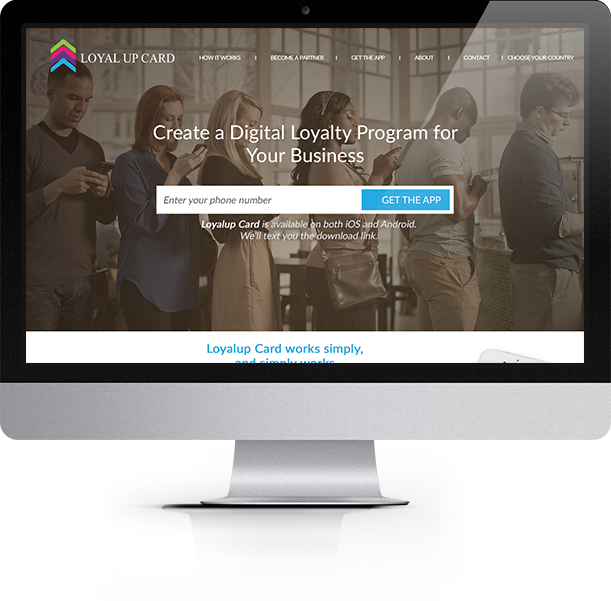 LOYAL UP CARD
HOW IT WORKS | BECOME A PARTNER | GET THE APP | ABOUT | CONTACT | CHOOSE YOUR COUNTRY
Create a Digital Loyalty Program for
Your Business
Enter your phone number
GET THE APP
Loyalup Card is available on both iOS and Android.
We'll text you the download link.
Loyalup Card works simply,
and simply works